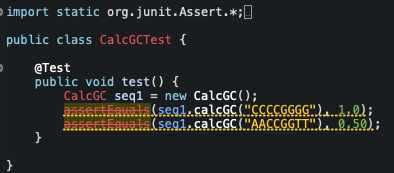 import static org.junit.Assert.*;
public class CalcGCTest {
@Test
public void test() {
CalcGC seq1 = new CalcGC();
assertEquals(seq1.calcGC("CCCCGGGG"), 1.0);
assertEquals(seq1.calcGC("AACCGGTT"), 0.50);
}
}